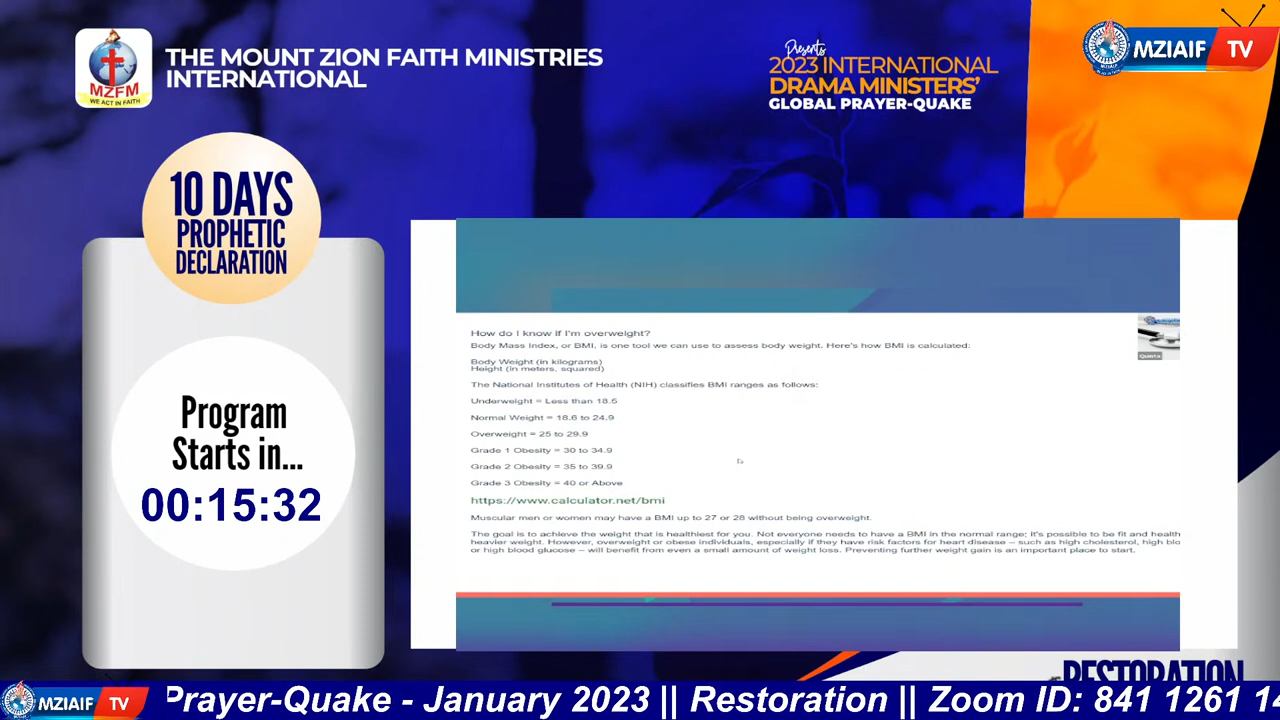 MZFM
WE ACT IN FAITH
THE MOUNT ZION FAITH MINISTRIES
INTERNATIONAL
Presents
2023 INTERNATIONAL
DRAMA MINISTERS'
GLOBAL PRAYER-QUAKE
MZIAIF TV
10 DAYS
PROPHETIC
DECLARATION
Program
Starts in...
00:15:32
How do I know if I'm overweight?
Body Mass Index, or BMI, is one tool we can use to assess body weight. Here's how BMI is calculated:
Body Weight (in kilograms)
Height (in meters, squared)
The National Institutes of Health (NIH) classifies BMI ranges as follows:
Underweight = Less than 18.5
Normal Weight = 18.6 to 24.9
Overweight = 25 to 29.9
Grade 1 Obesity = 30 to 34.9
Grade 2 Obesity = 35 to 39.9
Grade 3 Obesity = 40 or Above
https://www.calculator.net/bmi
Muscular men or women may have a BMI up to 27 or 28 without being overweight.
The goal is to achieve the weight that is healthiest for you. Not everyone needs to have a BMI in the normal range; it's possible to be fit and health
heavier weight. However, overweight or obese individuals, especially if they have risk factors for heart disease – such as high cholesterol, high blo
or high blood glucose – will benefit from even a small amount of weight loss. Preventing further weight gain is an important place to start.
RESTORATION
MZIAIF TV
Prayer-Quake - January 2023 || Restoration || Zoom ID: 841 1261 14